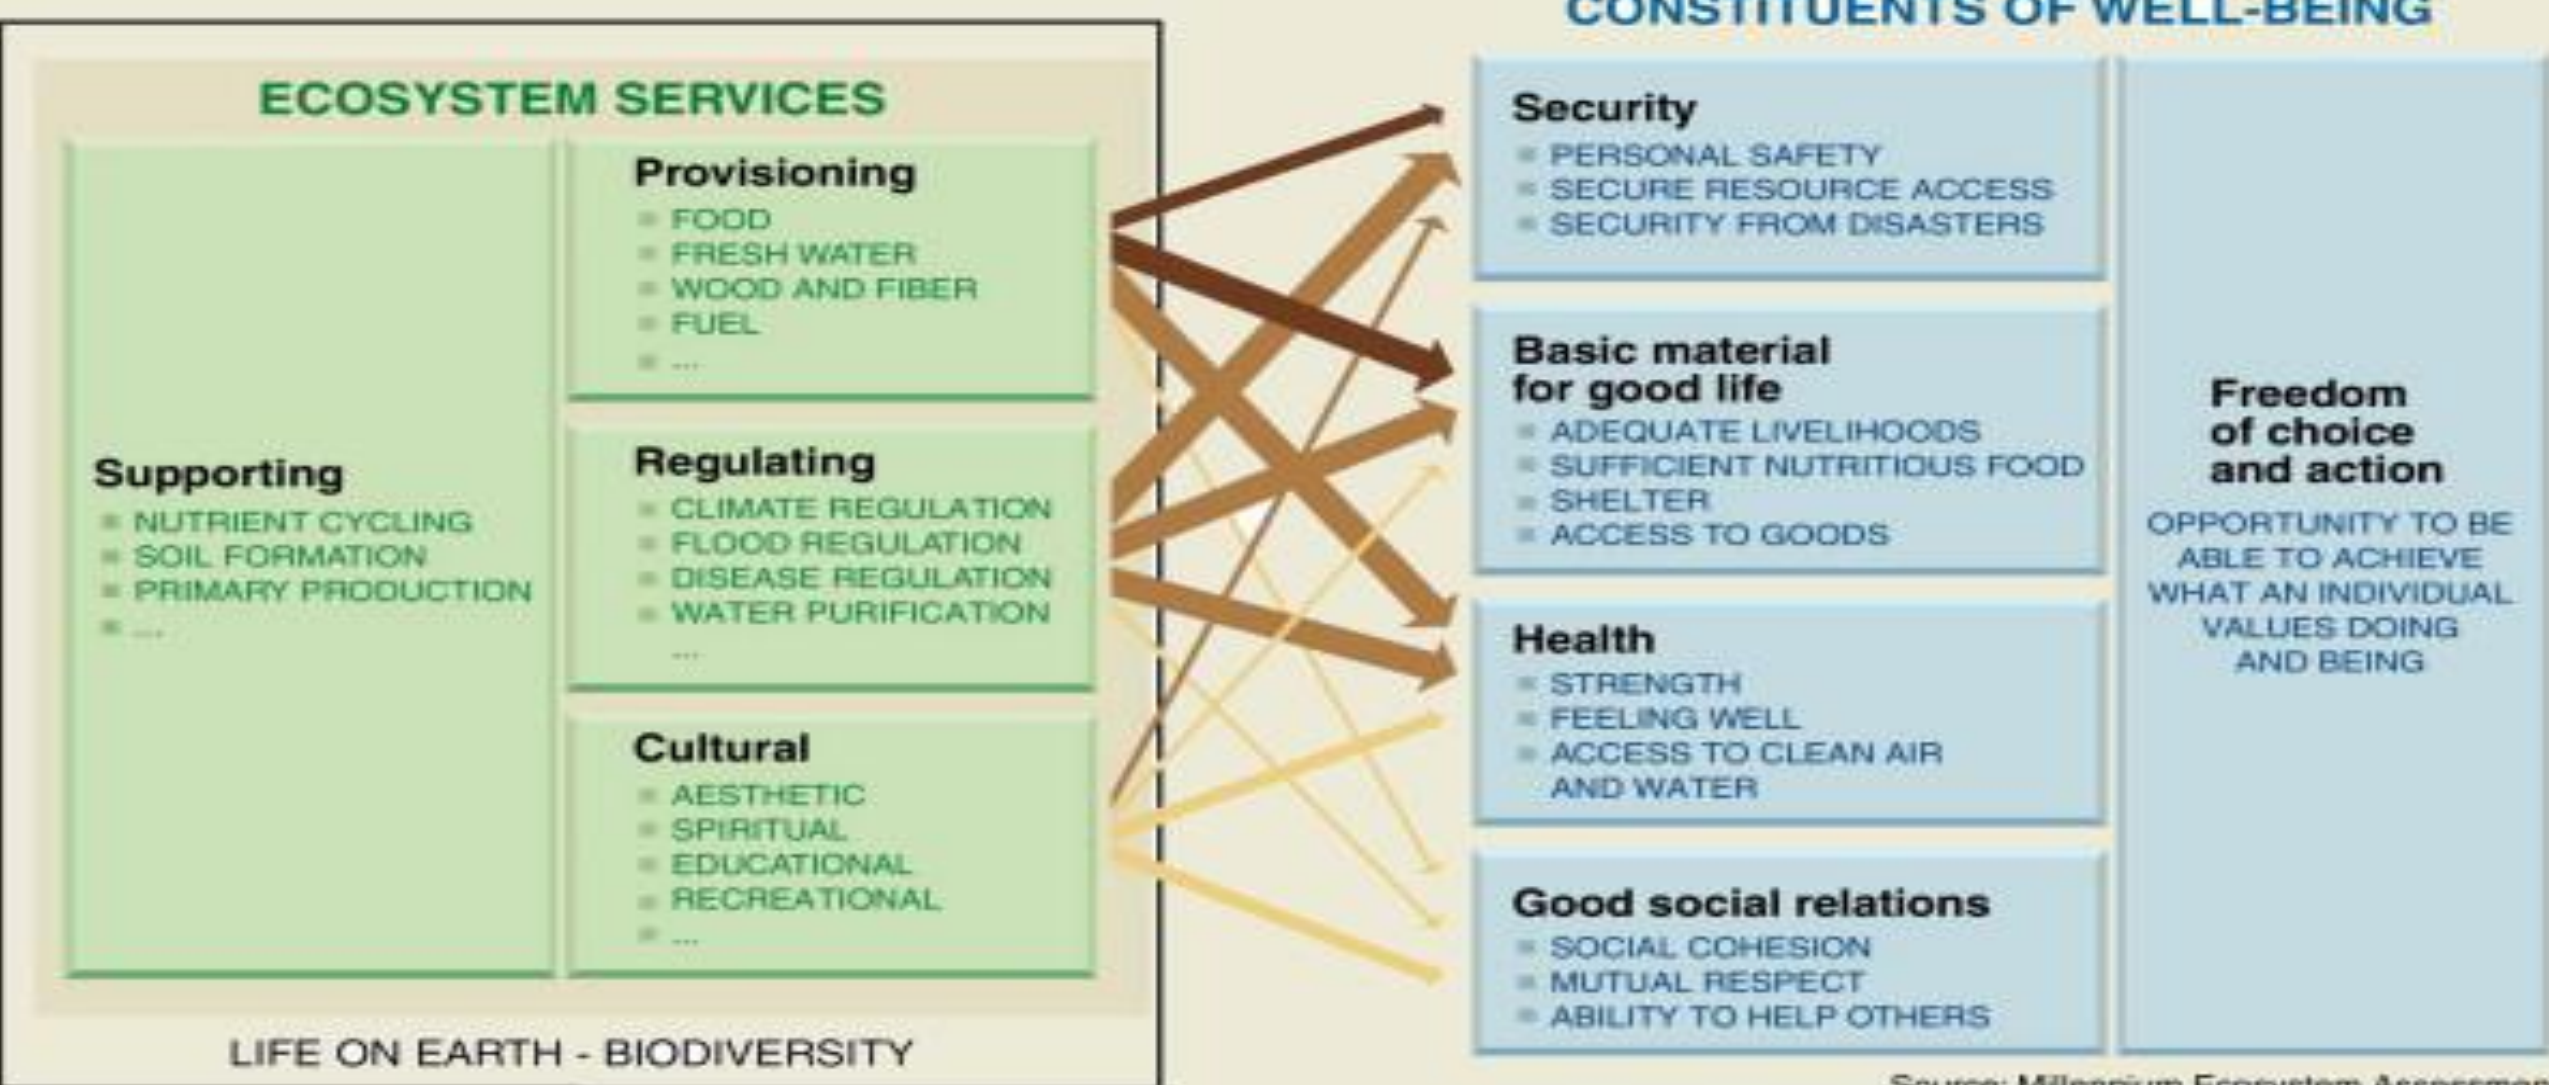 CONSTITUENTS OF WELL-BEING
ECOSYSTEM SERVICES
Supporting
NUTRIENT CYCLING
SOIL FORMATION
PRIMARY PRODUCTION
...
Provisioning
FOOD
FRESH WATER
WOOD AND FIBER
FUEL
...
Regulating
CLIMATE REGULATION
FLOOD REGULATION
DISEASE REGULATION
WATER PURIFICATION
...
Cultural
AESTHETIC
SPIRITUAL
EDUCATIONAL
RECREATIONAL
...
LIFE ON EARTH - BIODIVERSITY
Security
PERSONAL SAFETY
SECURE RESOURCE ACCESS
SECURITY FROM DISASTERS
Basic material
for good life
ADEQUATE LIVELIHOODS
SUFFICIENT NUTRITIOUS FOOD
SHELTER
ACCESS TO GOODS
Health
STRENGTH
FEELING WELL
ACCESS TO CLEAN AIR
AND WATER
Good social relations
SOCIAL COHESION
MUTUAL RESPECT
ABILITY TO HELP OTHERS
Freedom
of choice
and action
OPPORTUNITY TO BE
ABLE TO ACHIEVE
WHAT AN INDIVIDUAL
VALUES DOING
AND BEING
Source: Millennium Ecosystem